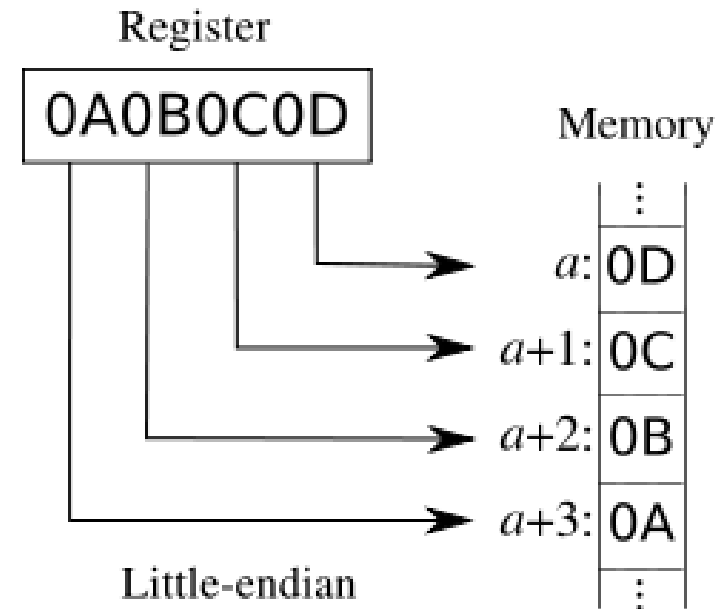 Register
0A0B0C0D
Memory
⋮
a: 0D
a+1: 0C
a+2: 0B
a+3: 0A
⋮
Little-endian